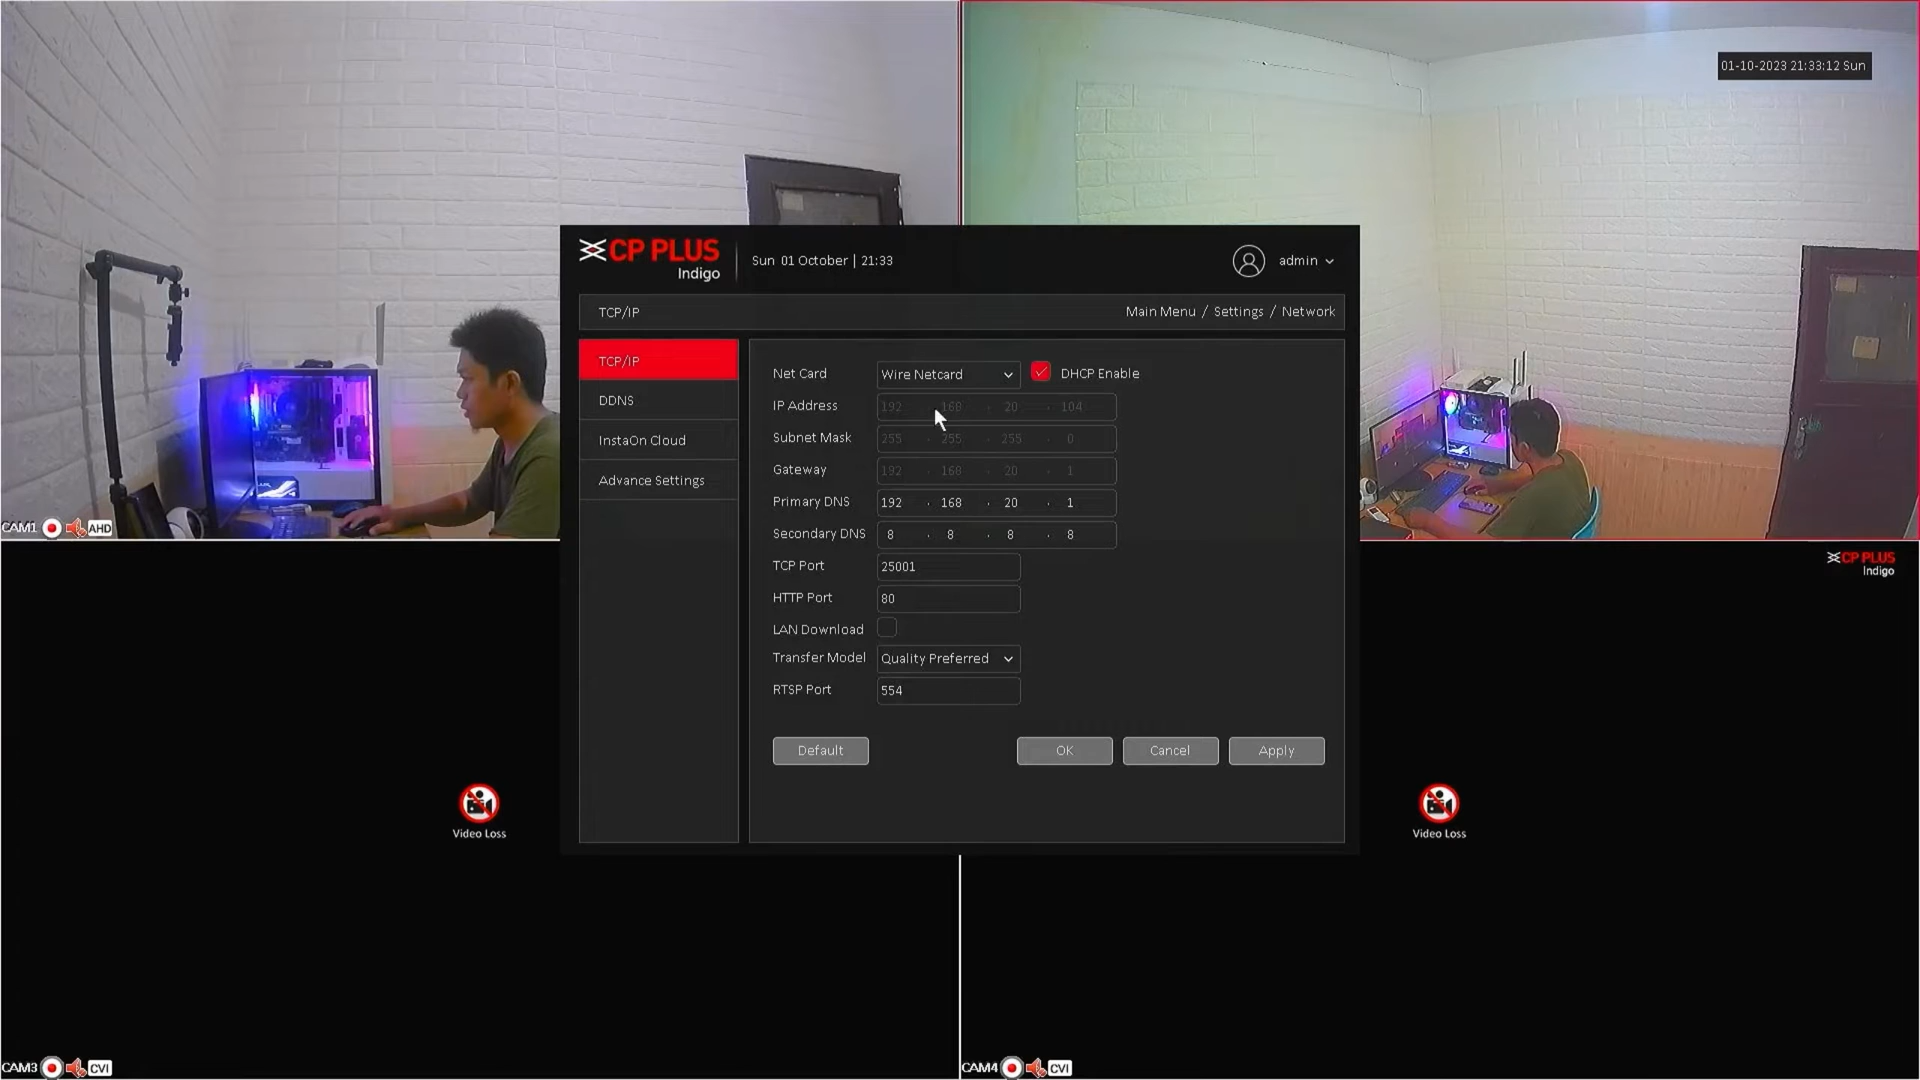 01-10-2023 21:33:12 Sun
CP PLUS
Indigo
Sun 01 October | 21:33
admin
TCP/IP
Main Menu / Settings / Network
TCP/IP
DDNS
InstaOn Cloud
Advance Settings
Net Card Wire Netcard DHCP Enable
IP Address 192 . 168 . 20 . 104
Subnet Mask 255 . 255 . 255 . 0
Gateway 192 . 168 . 20 . 1
Primary DNS 192 . 168 . 20 . 1
Secondary DNS 8 . 8 . 8 . 8
TCP Port 25001
HTTP Port 80
LAN Download
Transfer Model Quality Preferred
RTSP Port 554
Default OK Cancel Apply
CAM1 AHD
CP PLUS
Indigo
Video Loss
Video Loss
CAM3 CVI
CAM4 CVI